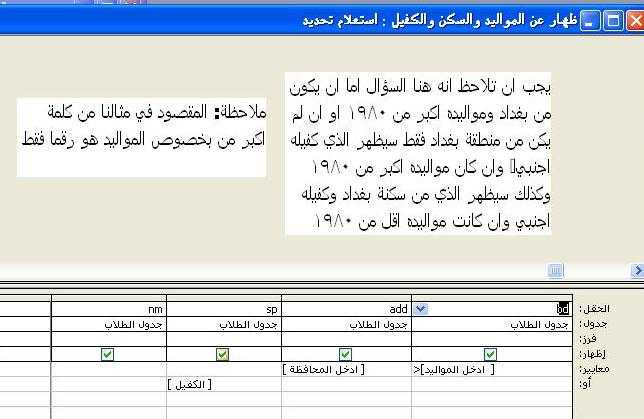 ظهار عن المواليد والسكن والكفيل : استعلام تحديد
يجب ان تلاحظ انه هنا السؤال اما ان يكون
من بغداد ومواليده اكبر من ١٩٨٠ او ان لم
يكن من منطقة بغداد فقط سيظهر الذي كفيله
اجنبي وان كان مواليده اكبر من ١٩٨٠
وكذلك سيظهر الذي من سكنة بغداد وكفيله
اجنبي وان كانت مواليده اقل من ١٩٨٠
ملاحظة: المقصود في مثالنا من كلمة
اكبر من بخصوص المواليد هو رقما فقط
الحقل: bd add sp nm
جدول: جدول الطلاب جدول الطلاب جدول الطلاب جدول الطلاب
فرز:
إظهار:
معايير: [ ادخل المواليد]> [ ادخل المحافظة ]
أو: [ الكفيل ]